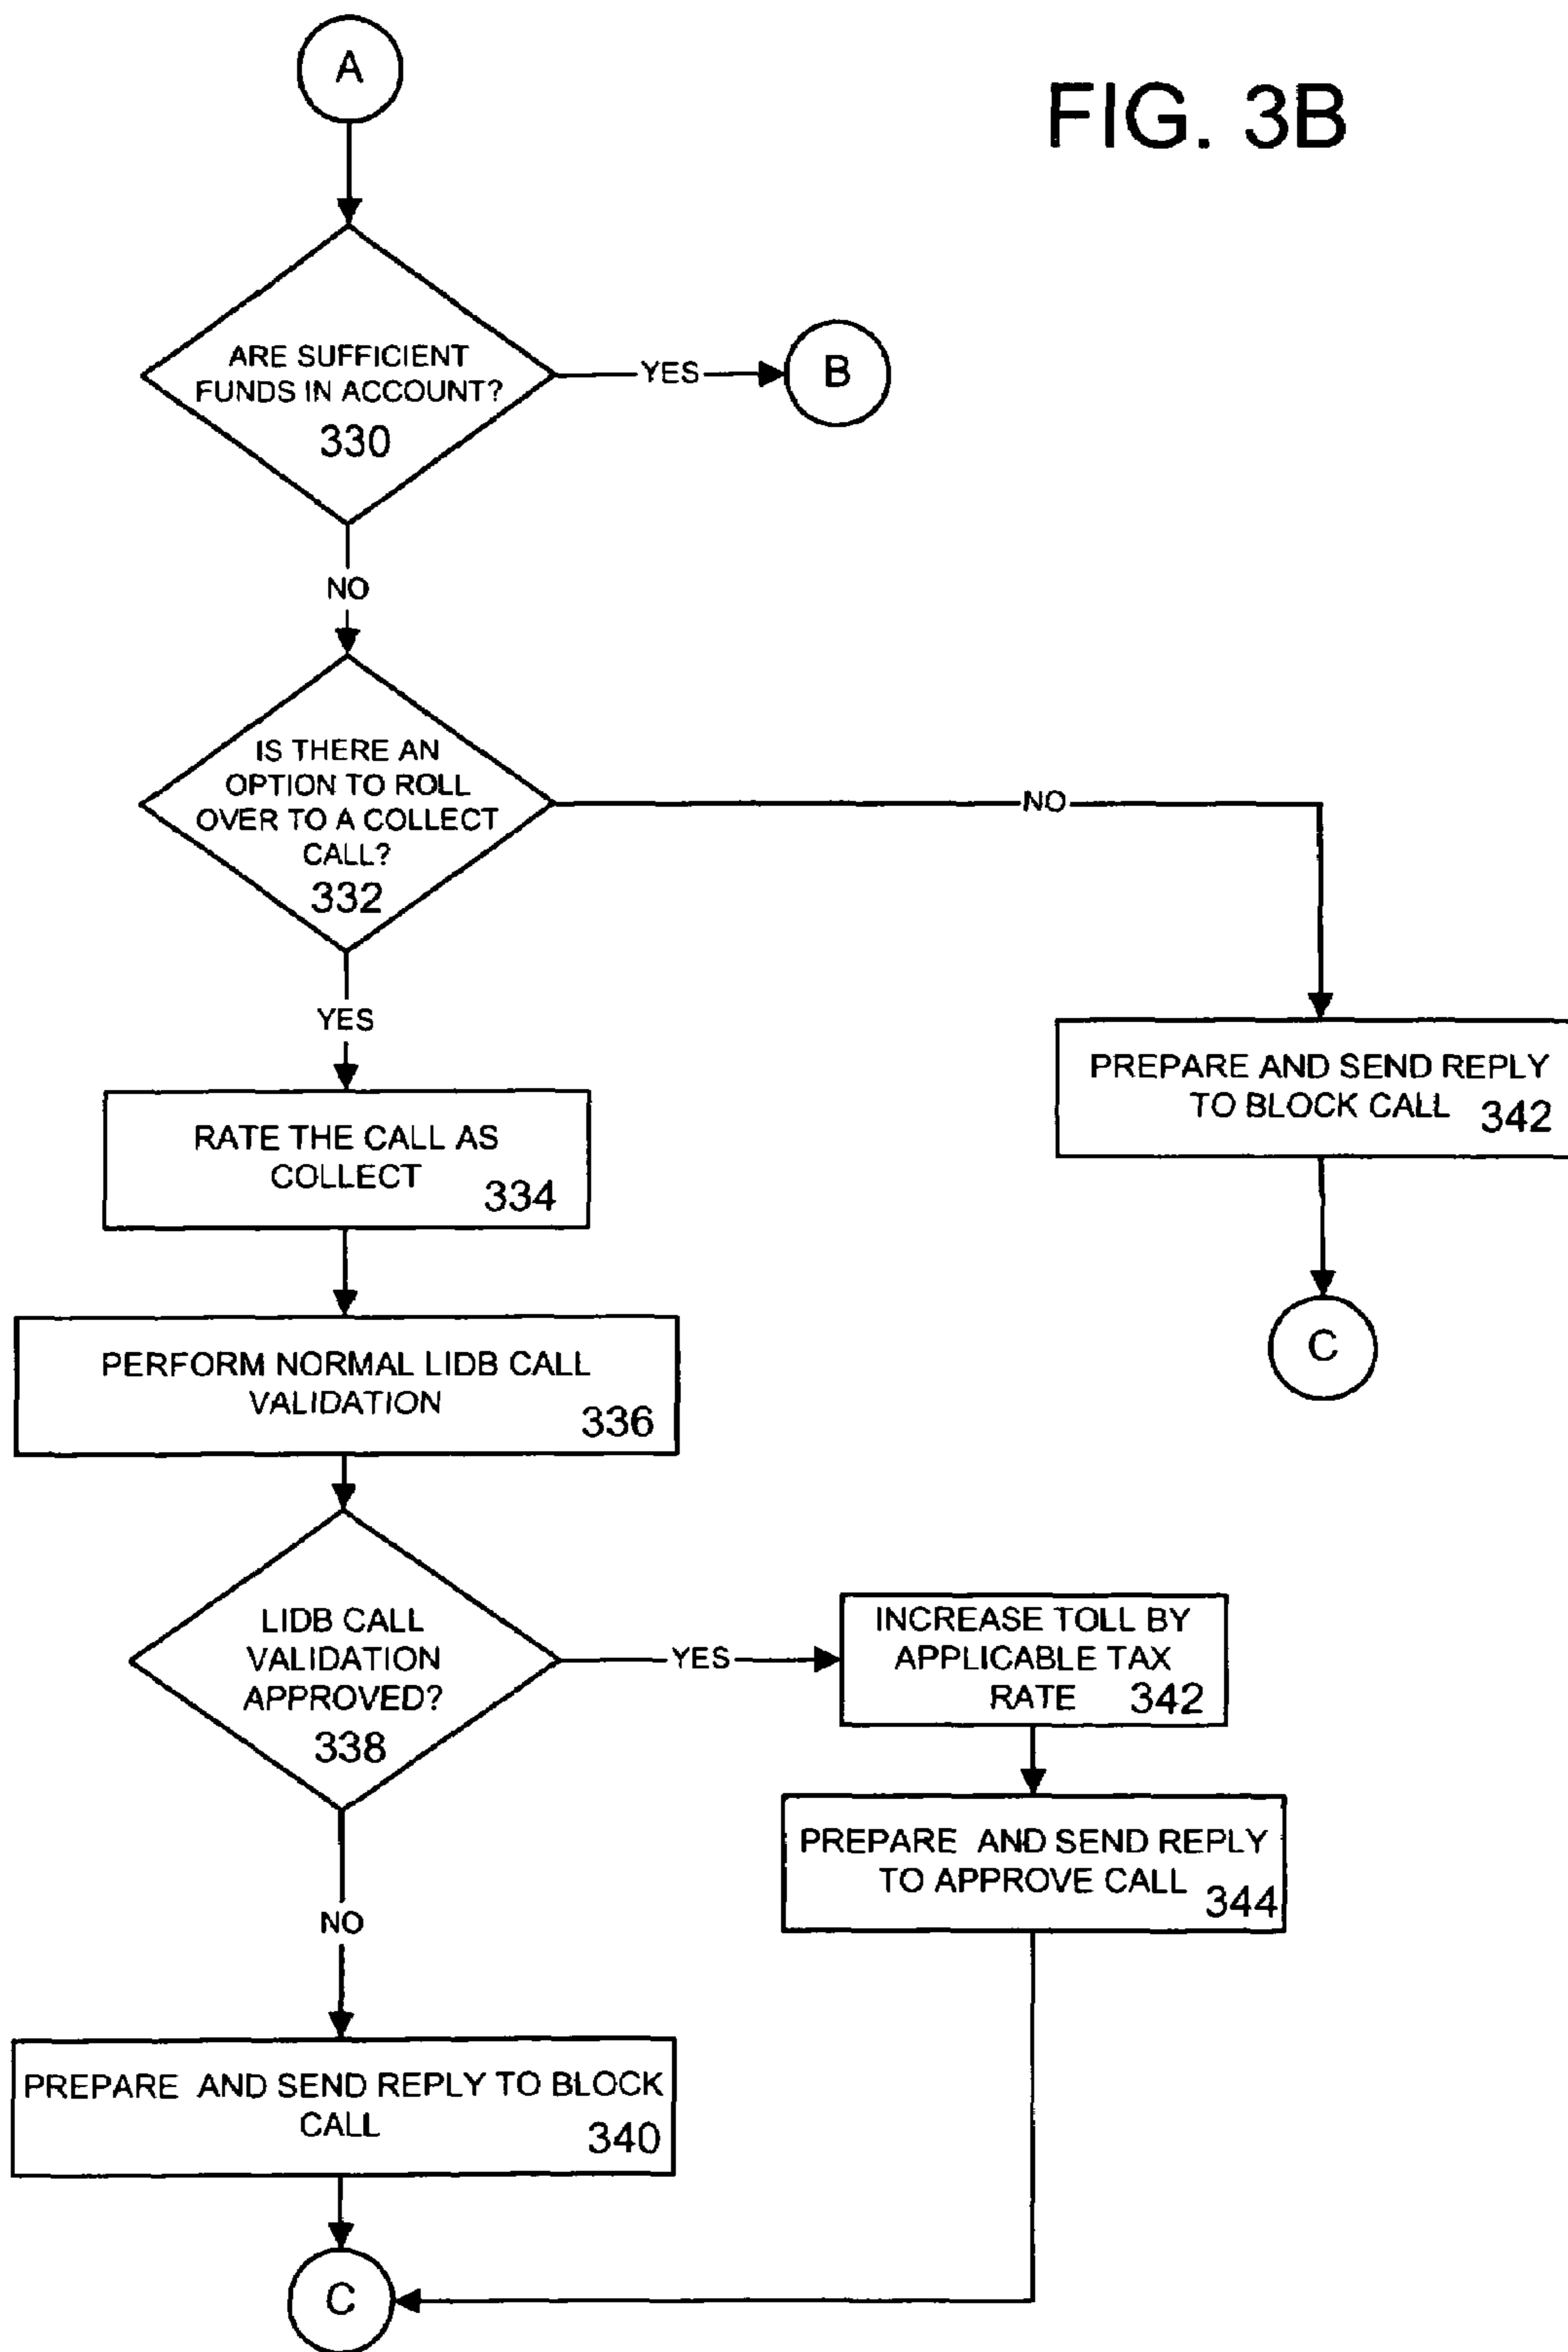 A
FIG. 3B
ARE SUFFICIENT
FUNDS IN ACCOUNT?
330
YES
B
NO
IS THERE AN
OPTION TO ROLL
OVER TO A COLLECT
CALL?
332
NO
YES
PREPARE AND SEND REPLY
TO BLOCK CALL 342
RATE THE CALL AS
COLLECT 334
C
PERFORM NORMAL LIDB CALL
VALIDATION 336
LIDB CALL
VALIDATION
APPROVED?
338
YES
INCREASE TOLL BY
APPLICABLE TAX
RATE 342
PREPARE AND SEND REPLY
TO APPROVE CALL 344
NO
PREPARE AND SEND REPLY TO BLOCK
CALL 340
C